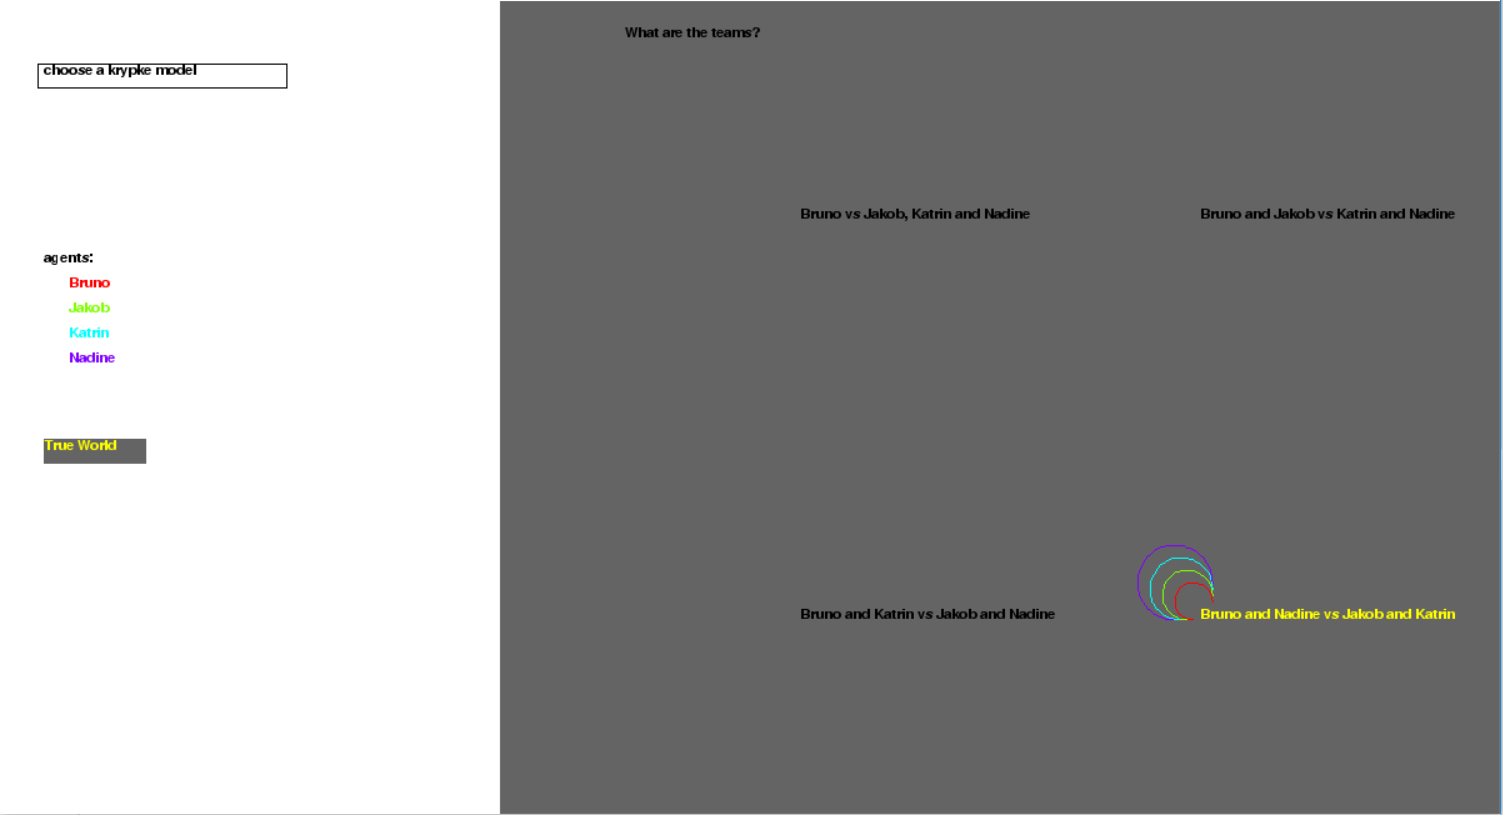 What are the teams?
choose a krypke model
Bruno vs Jakob, Katrin and Nadine
Bruno and Jakob vs Katrin and Nadine
agents:
Bruno
Jakob
Katrin
Nadine
True World
Bruno and Katrin vs Jakob and Nadine
Bruno and Nadine vs Jakob and Katrin